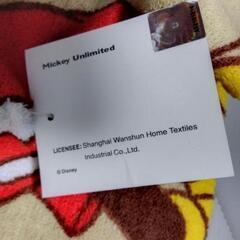 Mickey Unlimited
LICENSEE: Shanghai Wanshun Home Textiles
Industrial Co.,Ltd.
© Disney